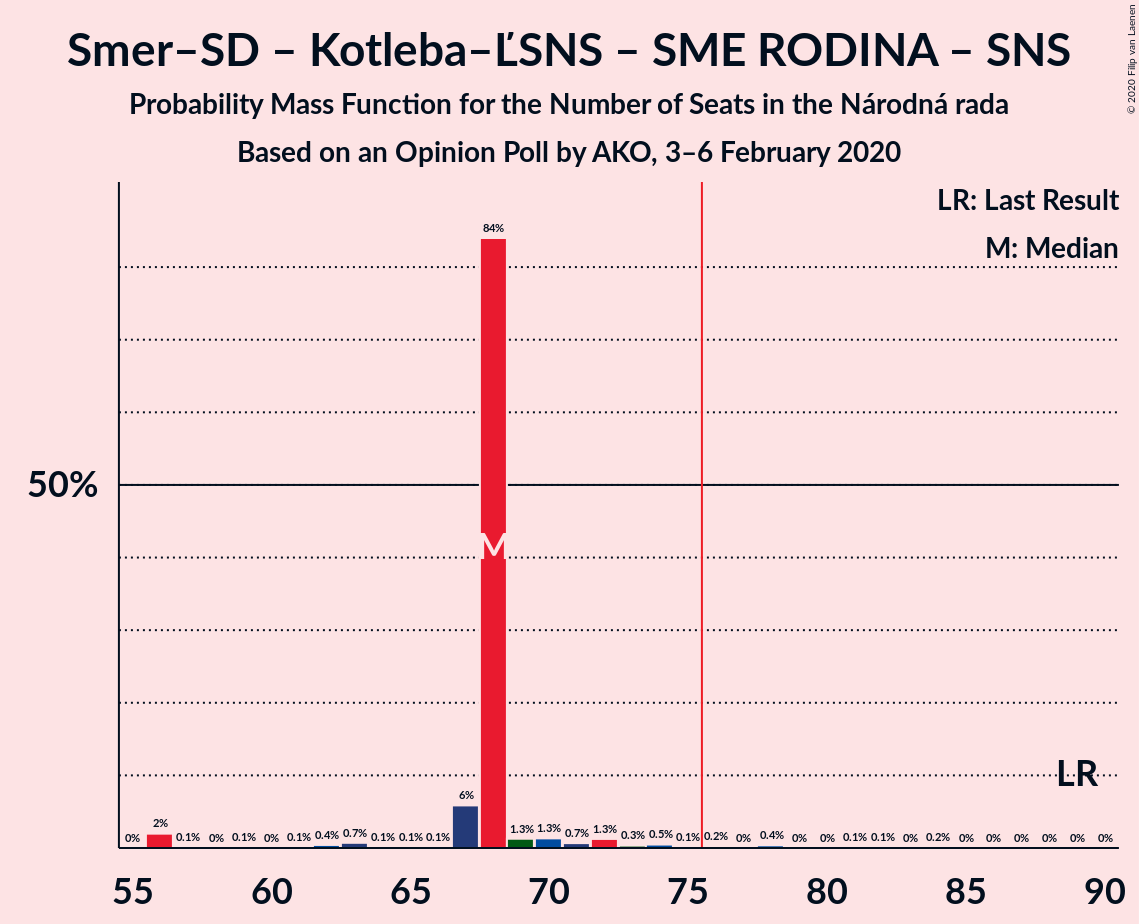 Smer–SD – Kotleba–ĽSNS – SME RODINA – SNS
Probability Mass Function for the Number of Seats in the Národná rada
Based on an Opinion Poll by AKO, 3–6 February 2020
© 2020 Filip van Laenen
LR: Last Result
M: Median
50%
84%
M
LR
0% 2% 0.1% 0% 0.1% 0% 0.1% 0.4% 0.7% 0.1% 0.1% 0.1% 6% 1.3% 1.3% 0.7% 1.3% 0.3% 0.5% 0.1% 0.2% 0% 0.4% 0% 0% 0.1% 0.1% 0% 0.2% 0% 0% 0% 0% 0% 0%
55 60 65 70 75 80 85 90